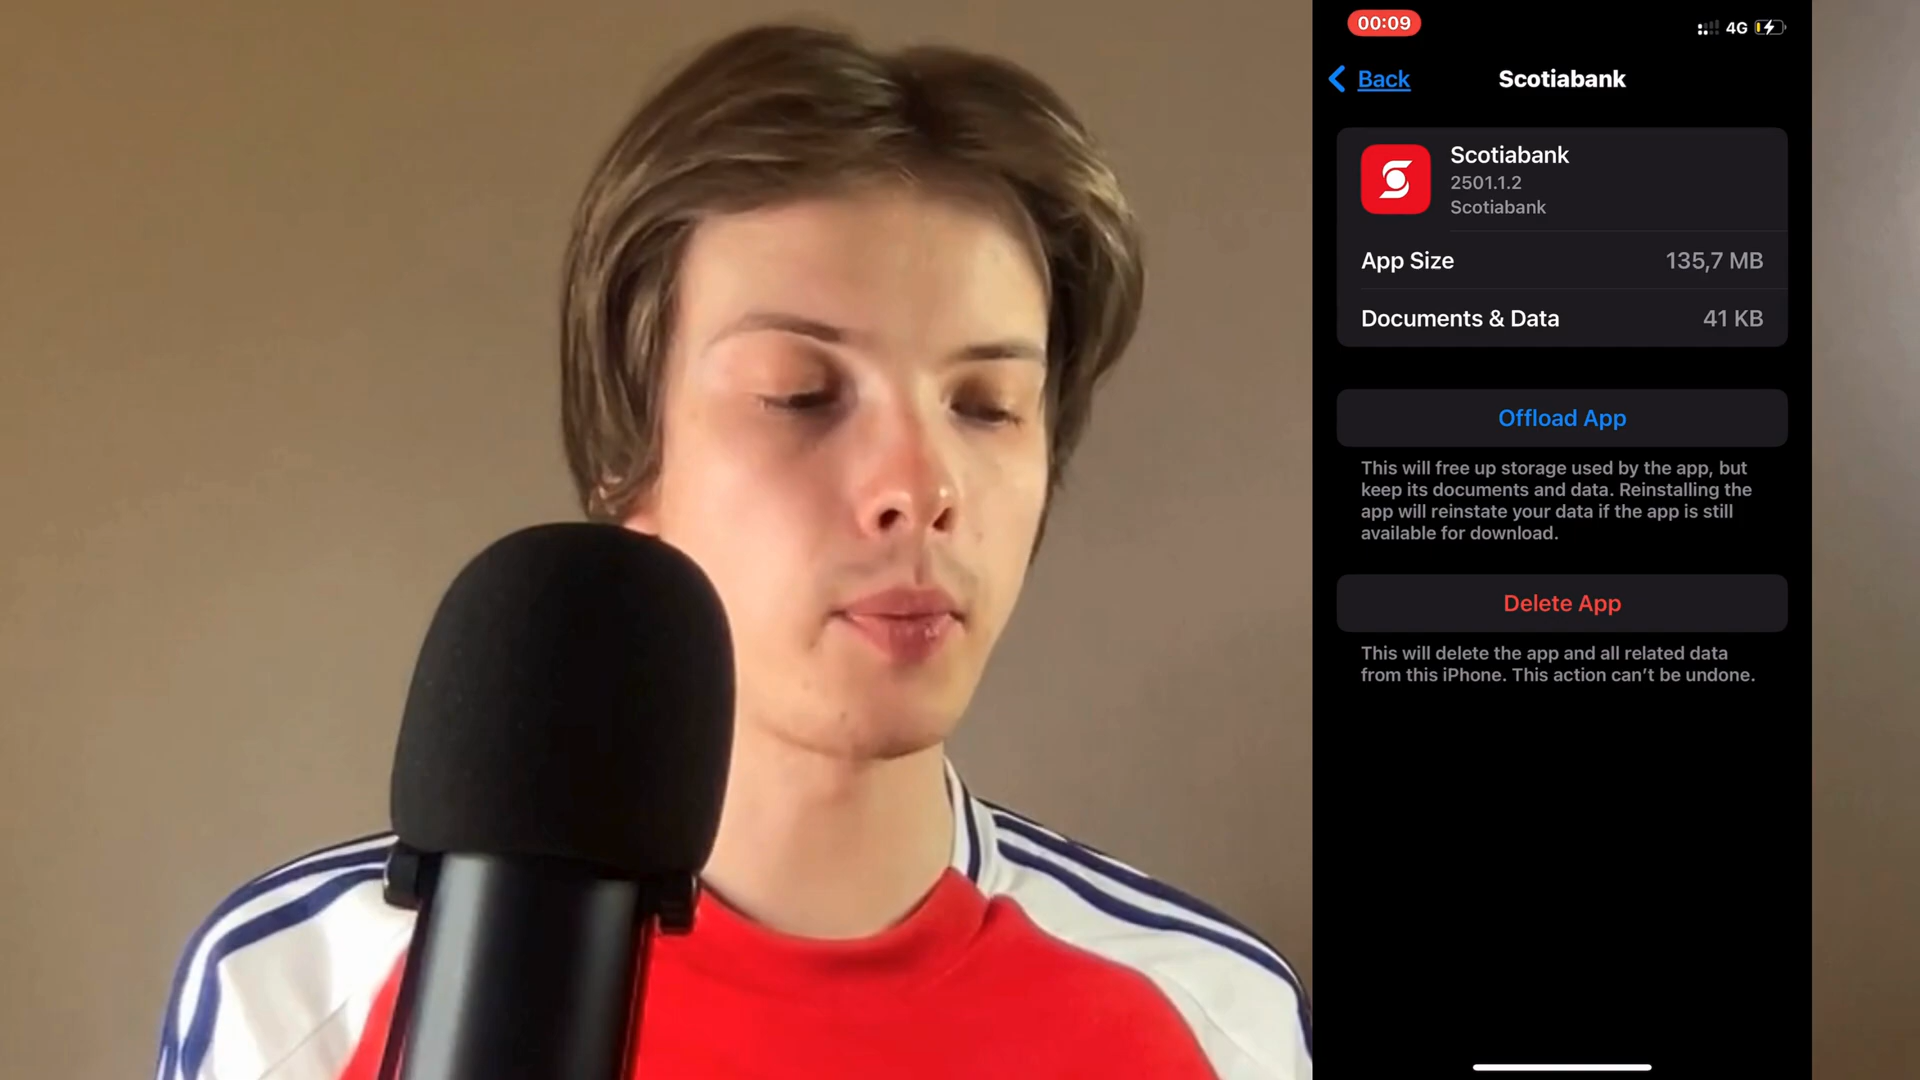 00:09
4G
Back
Scotiabank
Scotiabank
2501.1.2
Scotiabank
App Size 135,7 MB
Documents & Data 41 KB
Offload App
This will free up storage used by the app, but
keep its documents and data. Reinstalling the
app will reinstate your data if the app is still
available for download.
Delete App
This will delete the app and all related data
from this iPhone. This action can’t be undone.